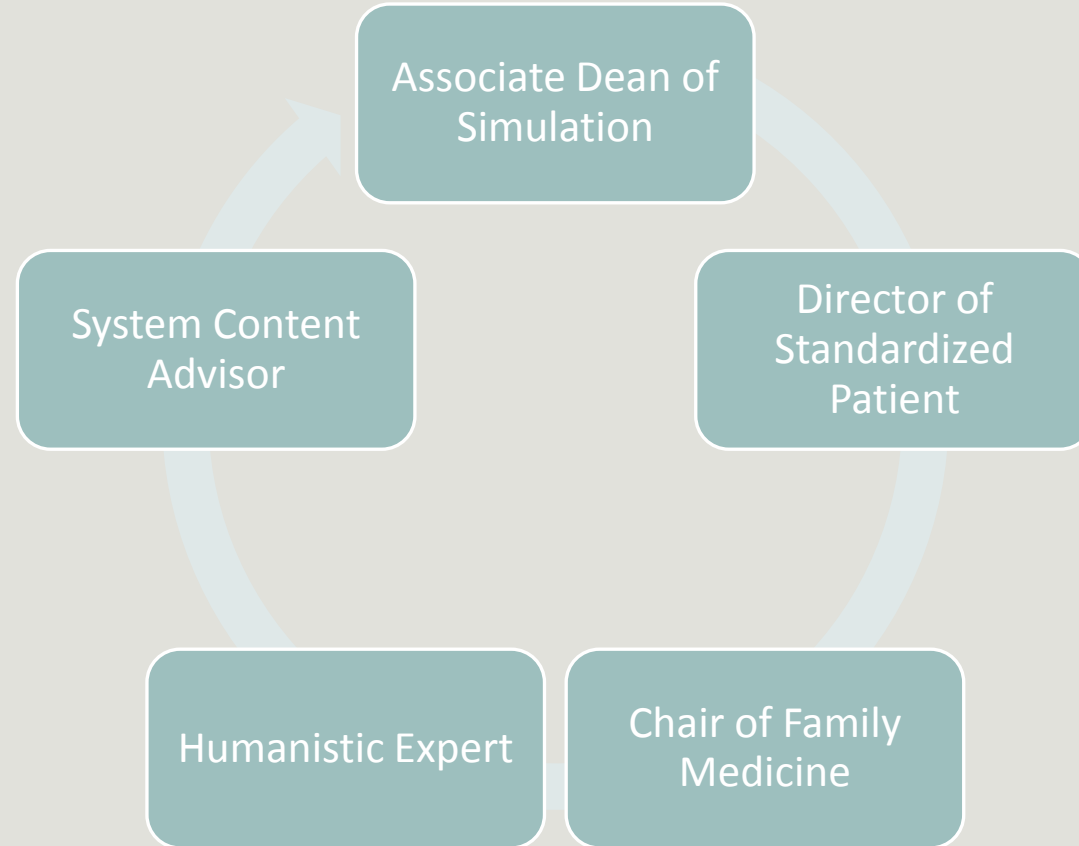 Associate Dean of
Simulation
Director of
Standardized
Patient
Chair of Family
Medicine
Humanistic Expert
System Content
Advisor